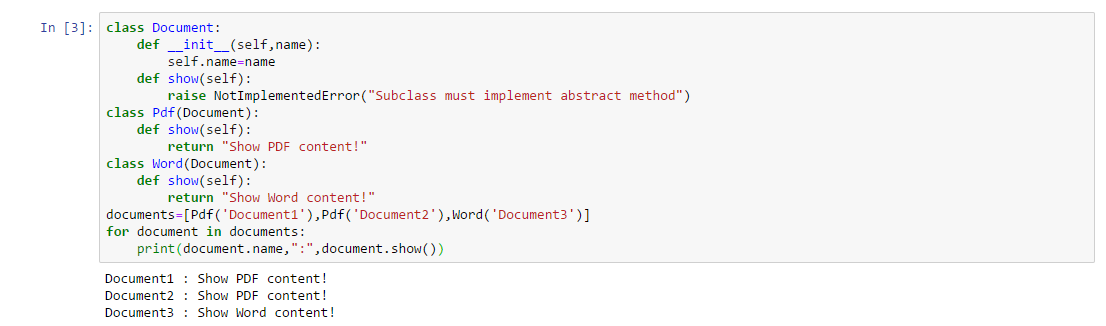 In [3]: class Document:
    def __init__(self,name):
        self.name=name
    def show(self):
        raise NotImplementedError("Subclass must implement abstract method")
class Pdf(Document):
    def show(self):
        return "Show PDF content!"
class Word(Document):
    def show(self):
        return "Show Word content!"
documents=[Pdf('Document1'),Pdf('Document2'),Word('Document3')]
for document in documents:
    print(document.name,":",document.show())
Document1 : Show PDF content!
Document2 : Show PDF content!
Document3 : Show Word content!